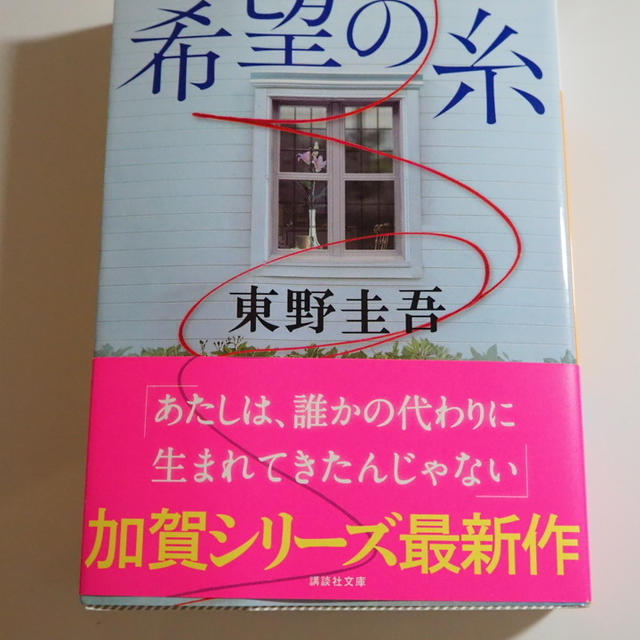 希望の糸
東野圭吾
「あたしは、誰かの代わりに
生まれてきたんじゃない」
加賀シリーズ最新作
講談社文庫